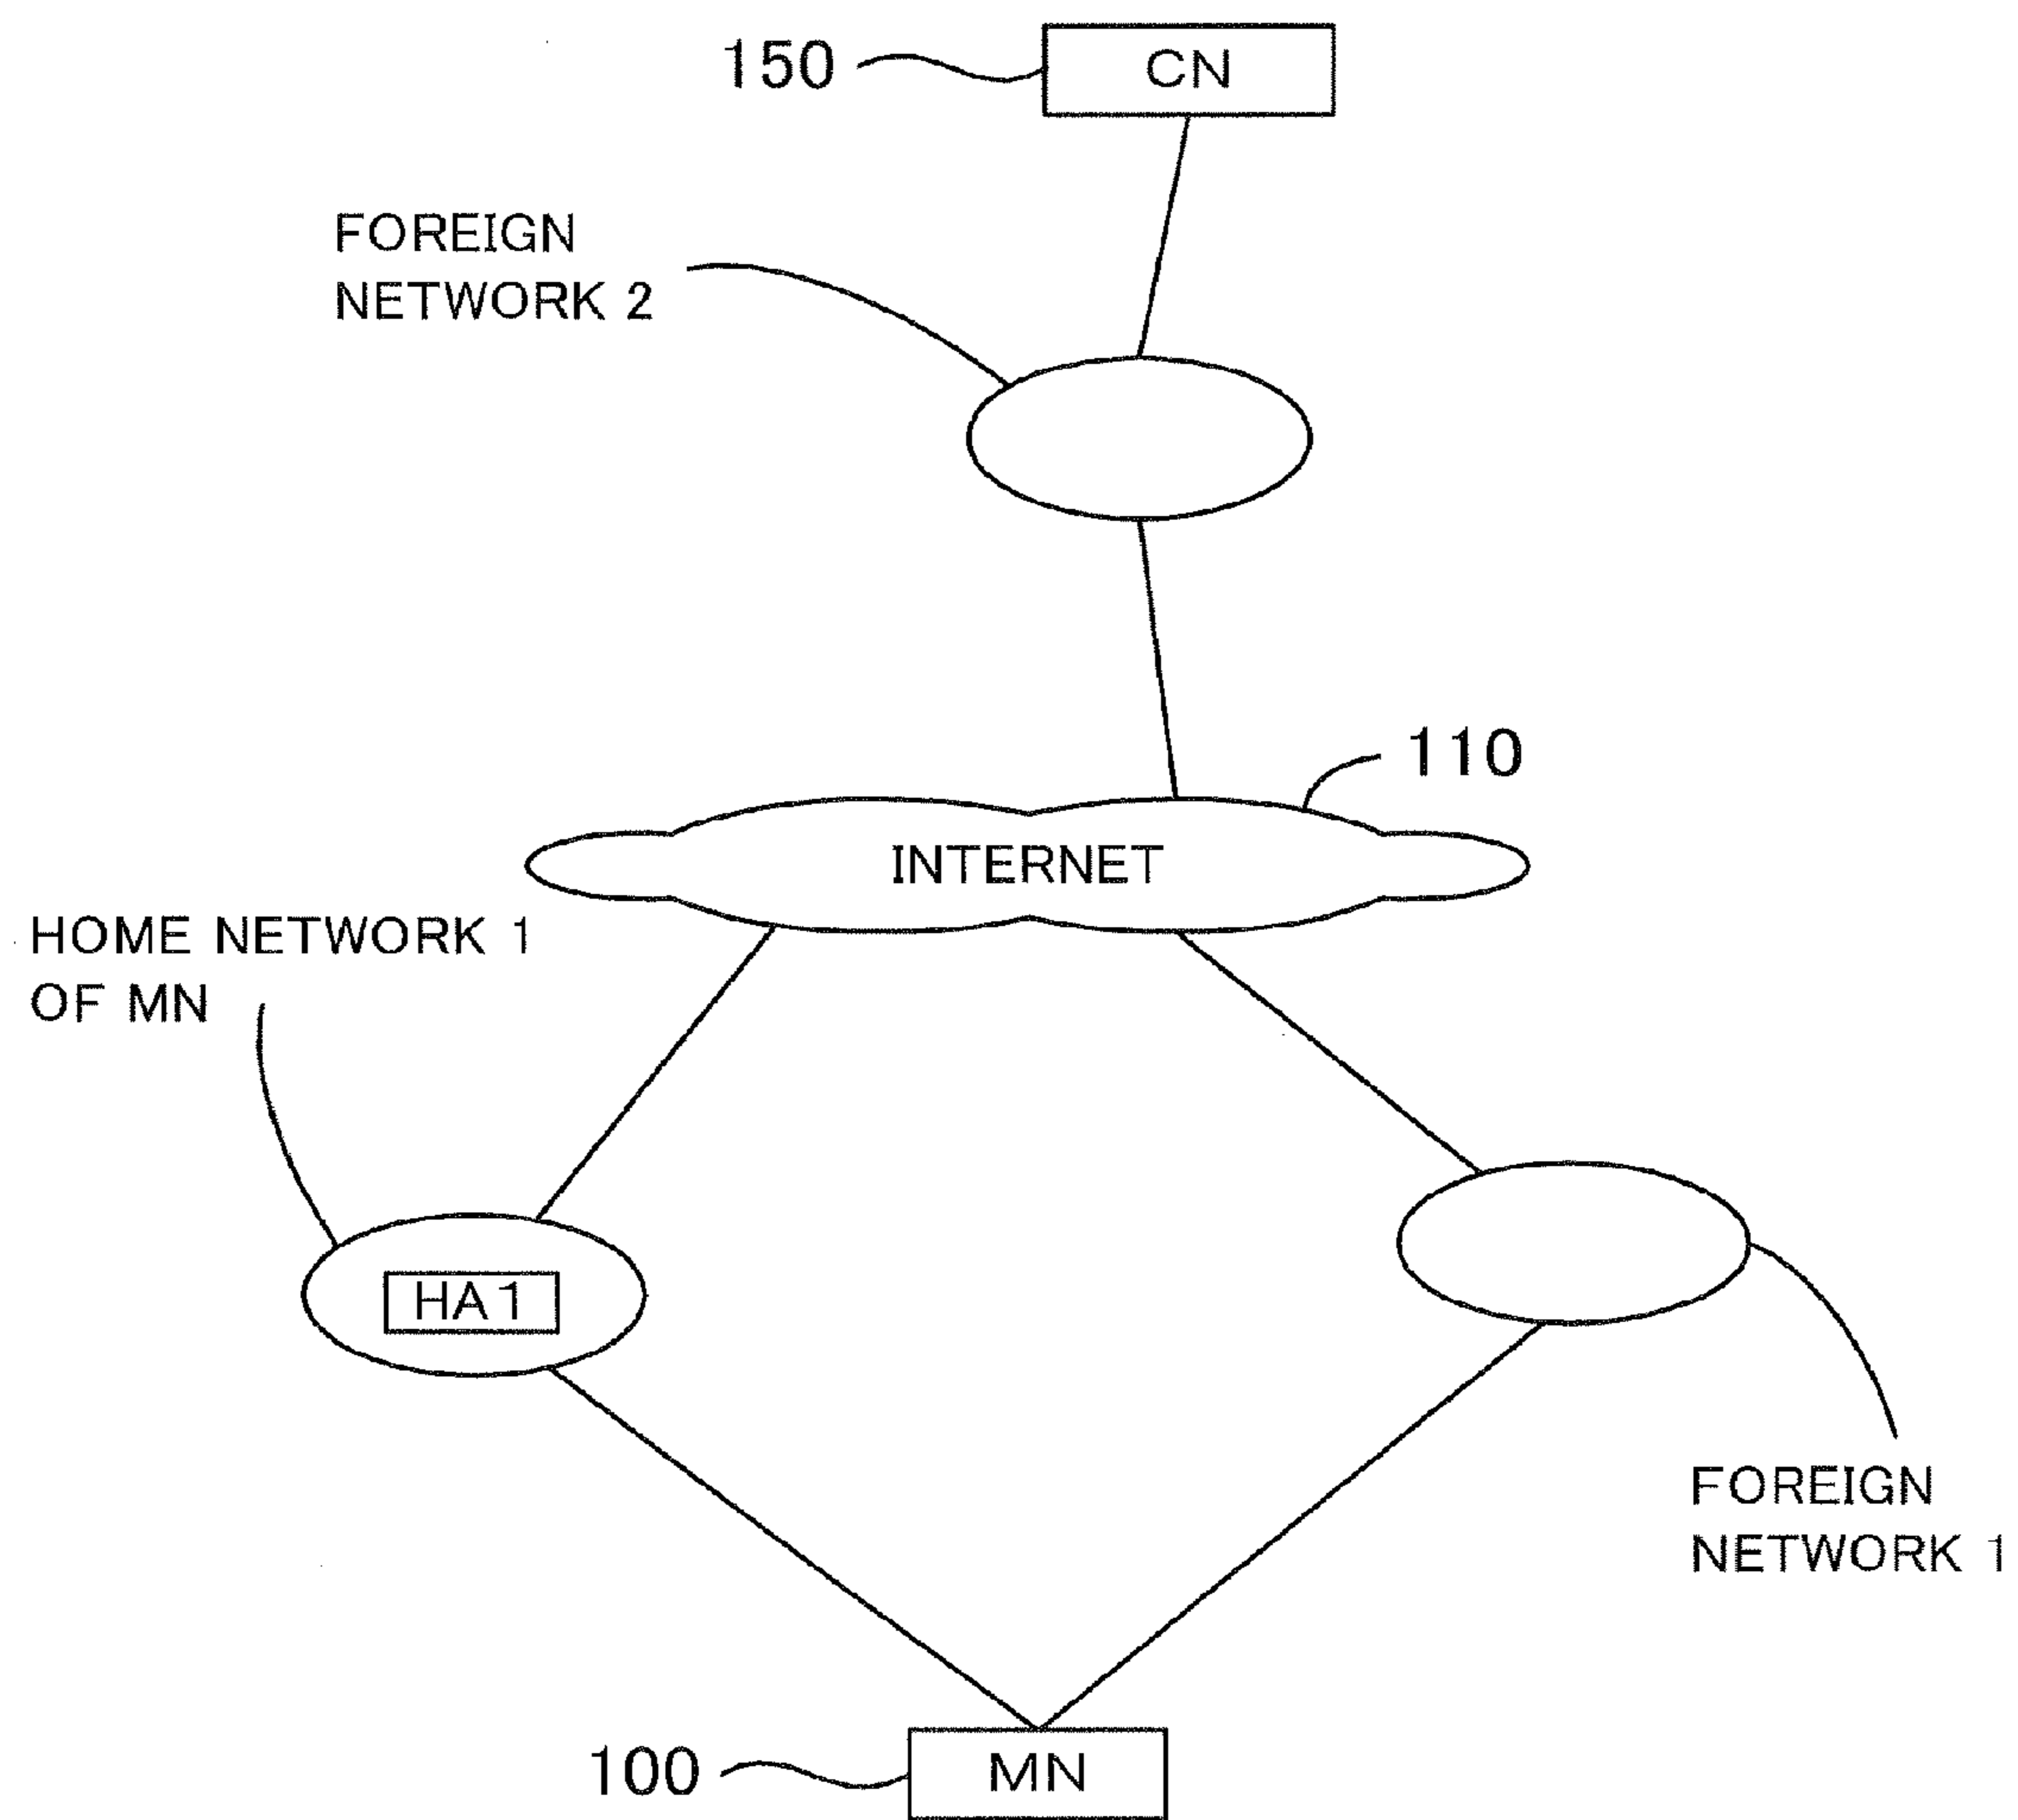 150
CN
FOREIGN
NETWORK 2
110
INTERNET
HOME NETWORK 1
OF MN
HA1
FOREIGN
NETWORK 1
100
MN